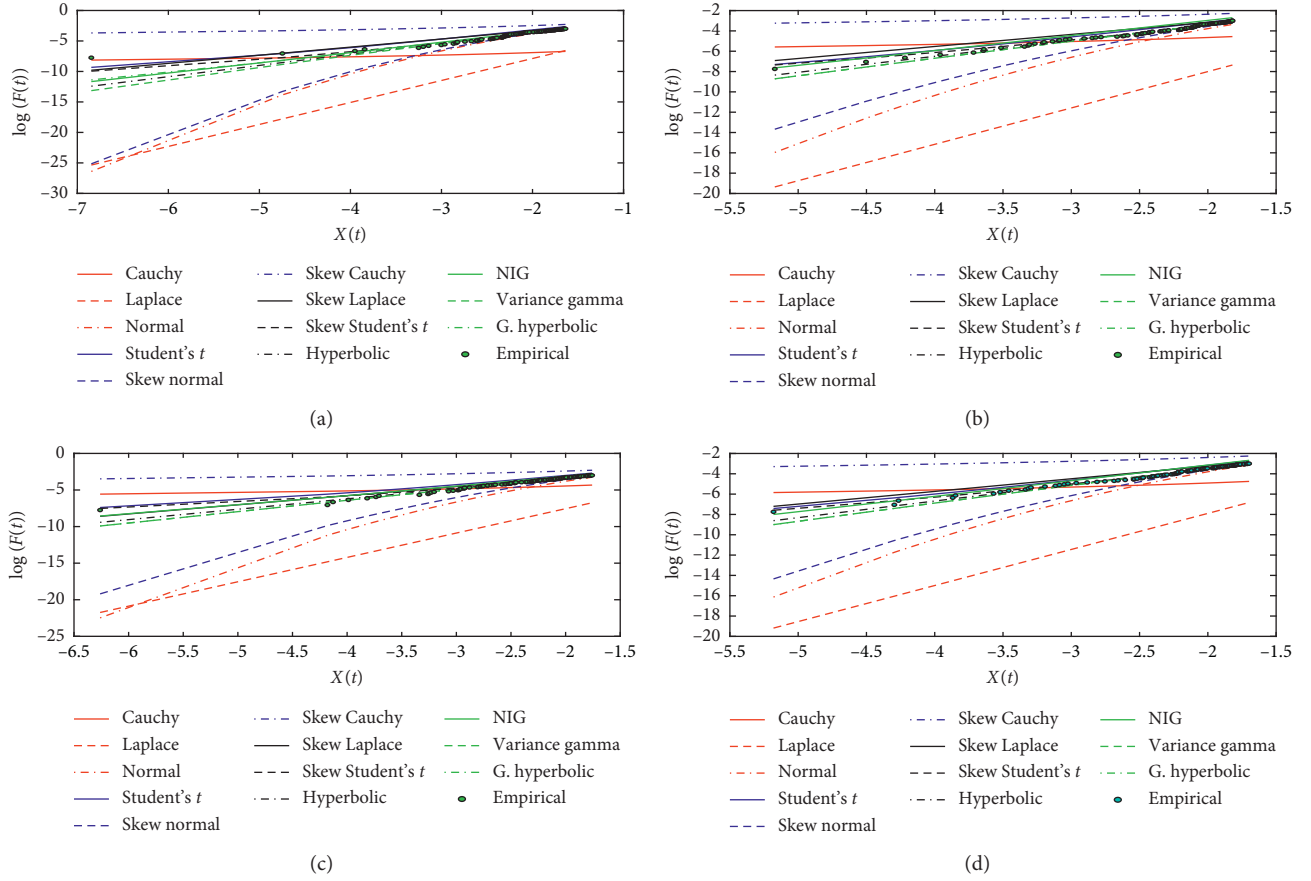 log (F(t))
0
−5
−10
−15
−20
−25
−30
−7 −6 −5 −4 −3 −2 −1
X(t)
Cauchy Skew Cauchy NIG
Laplace Skew Laplace Variance gamma
Normal Skew Student's t G. hyperbolic
Student's t Hyperbolic Empirical
Skew normal
(a)
log (F(t))
−2
−4
−6
−8
−10
−12
−14
−16
−18
−20
−5.5 −5 −4.5 −4 −3.5 −3 −2.5 −2 −1.5
X(t)
Cauchy Skew Cauchy NIG
Laplace Skew Laplace Variance gamma
Normal Skew Student's t G. hyperbolic
Student's t Hyperbolic Empirical
Skew normal
(b)
log (F(t))
0
−5
−10
−15
−20
−25
−6.5 −6 −5.5 −5 −4.5 −4 −3.5 −3 −2.5 −2 −1.5
X(t)
Cauchy Skew Cauchy NIG
Laplace Skew Laplace Variance gamma
Normal Skew Student's t G. hyperbolic
Student's t Hyperbolic Empirical
Skew normal
(c)
log (F(t))
−2
−4
−6
−8
−10
−12
−14
−16
−18
−20
−5.5 −5 −4.5 −4 −3.5 −3 −2.5 −2 −1.5
X(t)
Cauchy Skew Cauchy NIG
Laplace Skew Laplace Variance gamma
Normal Skew Student's t G. hyperbolic
Student's t Hyperbolic Empirical
Skew normal
(d)